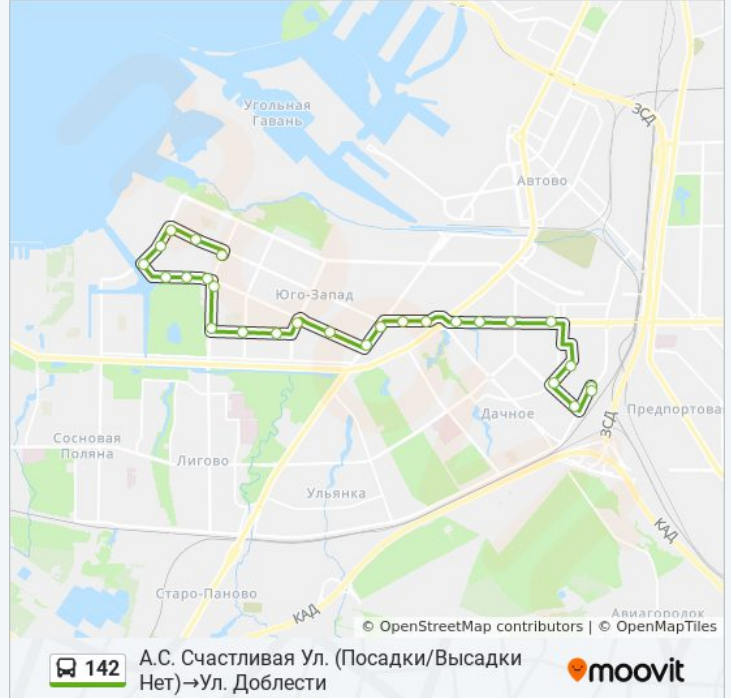 Угольная
Гавань
ЗСД
Автово
Юго-Запад
Дачное
Предпортова
ЗСД
Сосновая
Поляна
Лигово
Ульянка
КАД
Старо-Паново
КАД
Авиагородок
© OpenStreetMap contributors | © OpenMapTiles
142
А.С. Счастливая Ул. (Посадки/Высадки
Нет)→Ул. Доблести
moovit